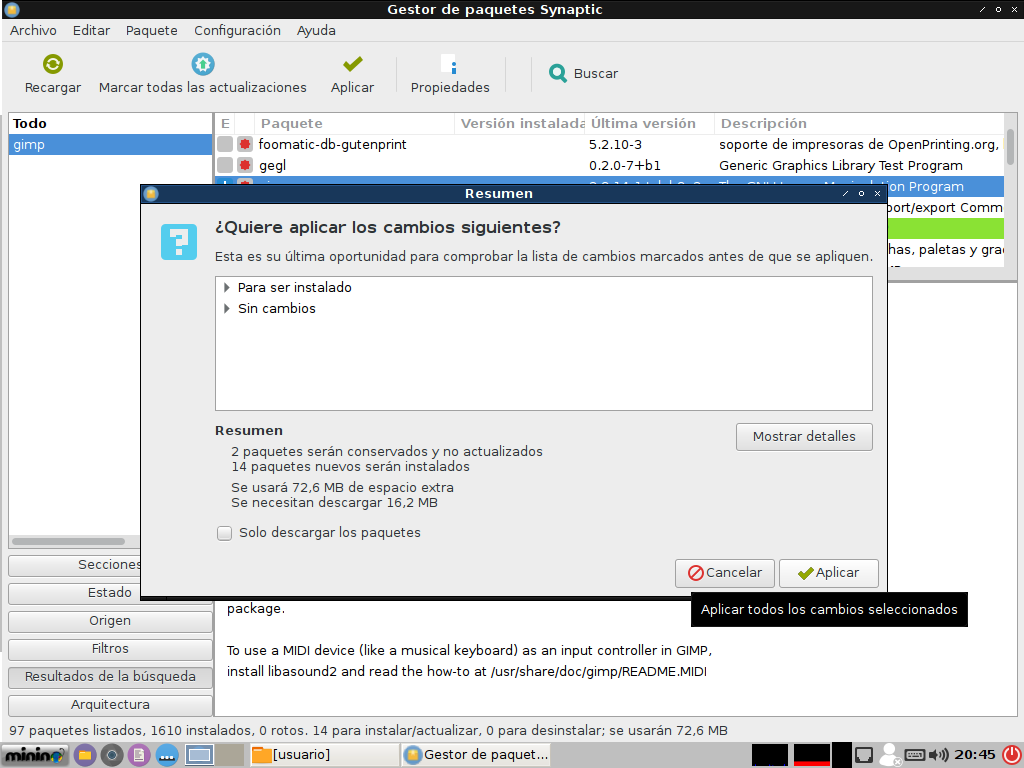 Gestor de paquetes Synaptic
Archivo Editar Paquete Configuración Ayuda
Recargar Marcar todas las actualizaciones Aplicar Propiedades Buscar
Todo
gimp
E Paquete Versión instalada Última versión Descripción
foomatic-db-gutenprint 5.2.10-3 soporte de impresoras de OpenPrinting.org,
gegl 0.2.0-7+b1 Generic Graphics Library Test Program
Program
port/export Comm
has, paletas y gra
Resumen
¿Quiere aplicar los cambios siguientes?
Esta es su última oportunidad para comprobar la lista de cambios marcados antes de que se apliquen.
Para ser instalado
Sin cambios
Resumen
Mostrar detalles
2 paquetes serán conservados y no actualizados
14 paquetes nuevos serán instalados
Se usará 72,6 MB de espacio extra
Se necesitan descargar 16,2 MB
Solo descargar los paquetes
Cancelar Aplicar
Aplicar todos los cambios seleccionados
Secciones
Estado
Origen
Filtros
Resultados de la búsqueda
Arquitectura
package.
To use a MIDI device (like a musical keyboard) as an input controller in GIMP,
install libasound2 and read the how-to at /usr/share/doc/gimp/README.MIDI
97 paquetes listados, 1610 instalados, 0 rotos. 14 para instalar/actualizar, 0 para desinstalar; se usarán 72,6 MB
minino [usuario] Gestor de paquet... 20:45